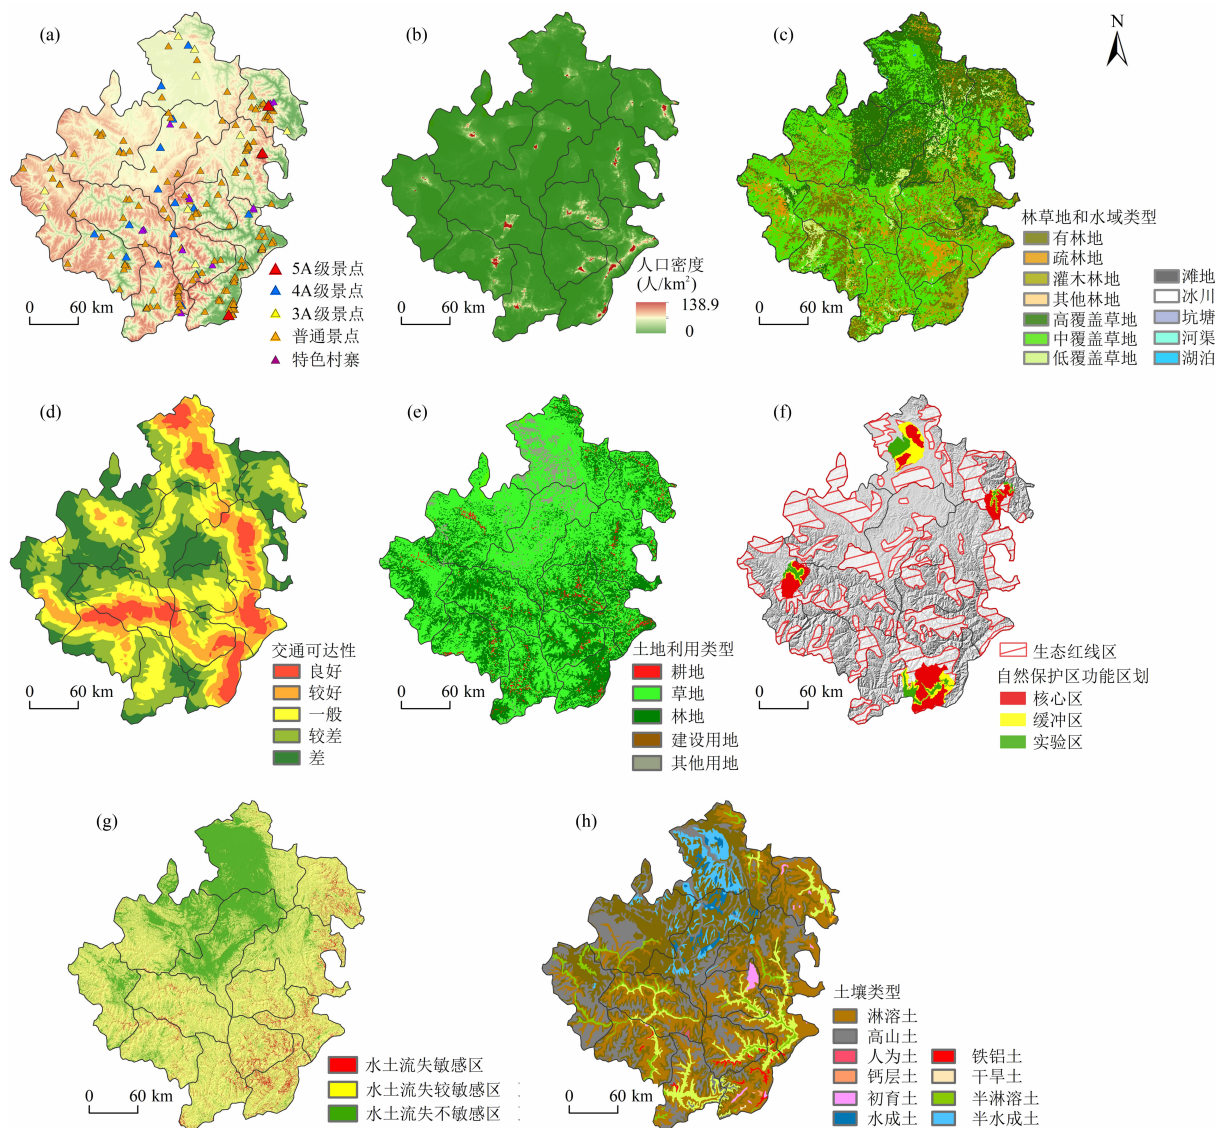 (a)
5A级景点
4A级景点
3A级景点
普通景点
特色村寨
0 60 km
(b)
人口密度
(人/km²)
138.9
0
0 60 km
(c)
N
林草地和水域类型
有林地
疏林地
灌木林地
其他林地
高覆盖草地
中覆盖草地
低覆盖草地
滩地
冰川
坑塘
河渠
湖泊
0 60 km
(d)
交通可达性
良好
较好
一般
较差
差
0 60 km
(e)
土地利用类型
耕地
草地
林地
建设用地
其他用地
0 60 km
(f)
生态红线区
自然保护区功能区划
核心区
缓冲区
实验区
0 60 km
(g)
水土流失敏感区
水土流失较敏感区
水土流失不敏感区
0 60 km
(h)
土壤类型
淋溶土
高山土
人为土
钙层土
初育土
水成土
铁铝土
干旱土
半淋溶土
半水成土
0 60 km